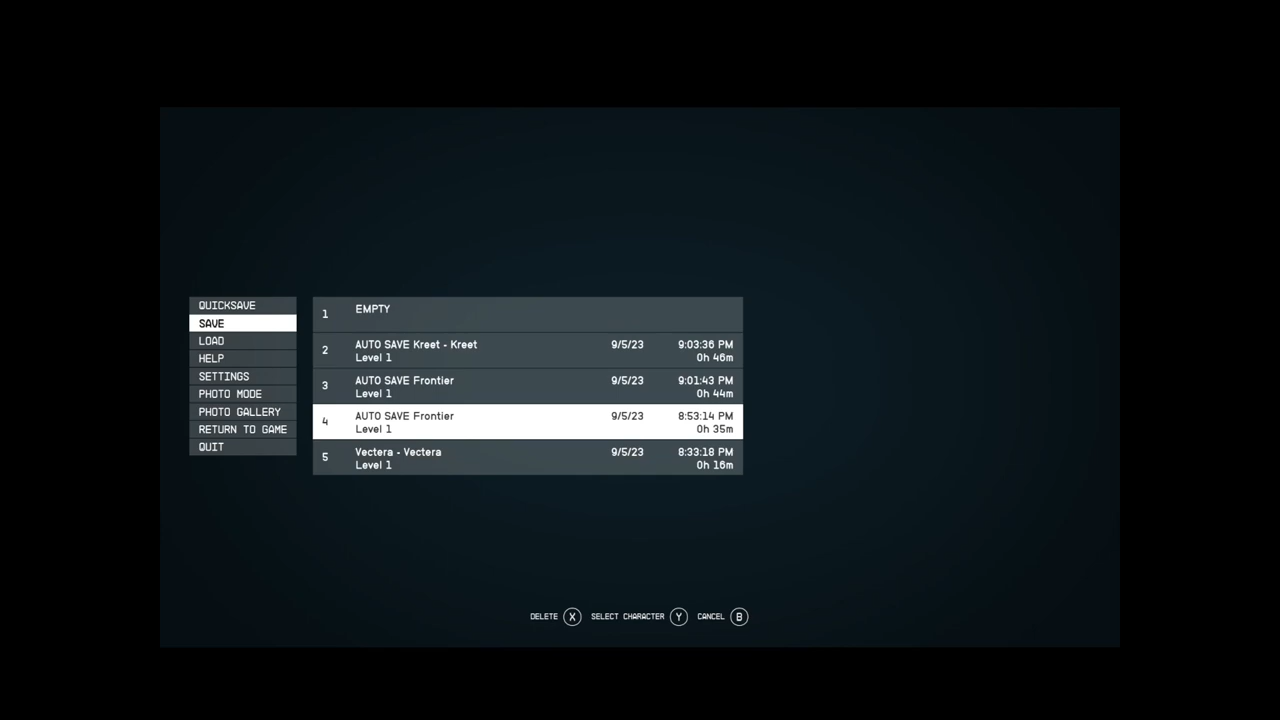 QUICKSAVE
SAVE
LOAD
HELP
SETTINGS
PHOTO MODE
PHOTO GALLERY
RETURN TO GAME
QUIT
1 EMPTY
2 AUTO SAVE Kreet - Kreet 9/5/23 9:03:36 PM
Level 1 0h 46m
3 AUTO SAVE Frontier 9/5/23 9:01:43 PM
Level 1 0h 44m
4 AUTO SAVE Frontier 9/5/23 8:53:14 PM
Level 1 0h 35m
5 Vectera - Vectera 9/5/23 8:33:18 PM
Level 1 0h 16m
DELETE X SELECT CHARACTER Y CANCEL B